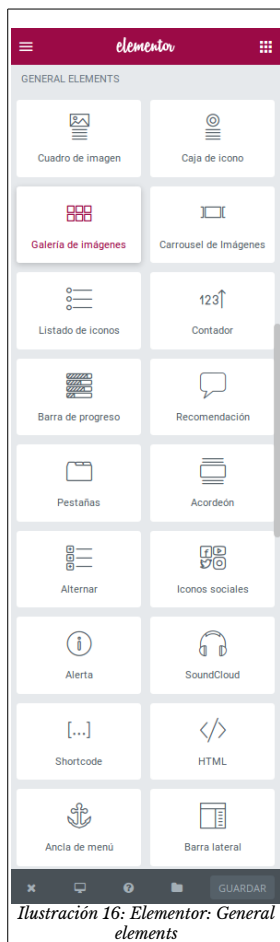 elementor
GENERAL ELEMENTS
Cuadro de imagen
Caja de icono
Galería de imágenes
Carrousel de Imágenes
Listado de iconos
123
Contador
Barra de progreso
Recomendación
Pestañas
Acordeón
Alternar
Iconos sociales
Alerta
SoundCloud
[...]
Shortcode
</>
HTML
Ancla de menú
Barra lateral
GUARDAR
Ilustración 16: Elementor: General
elements